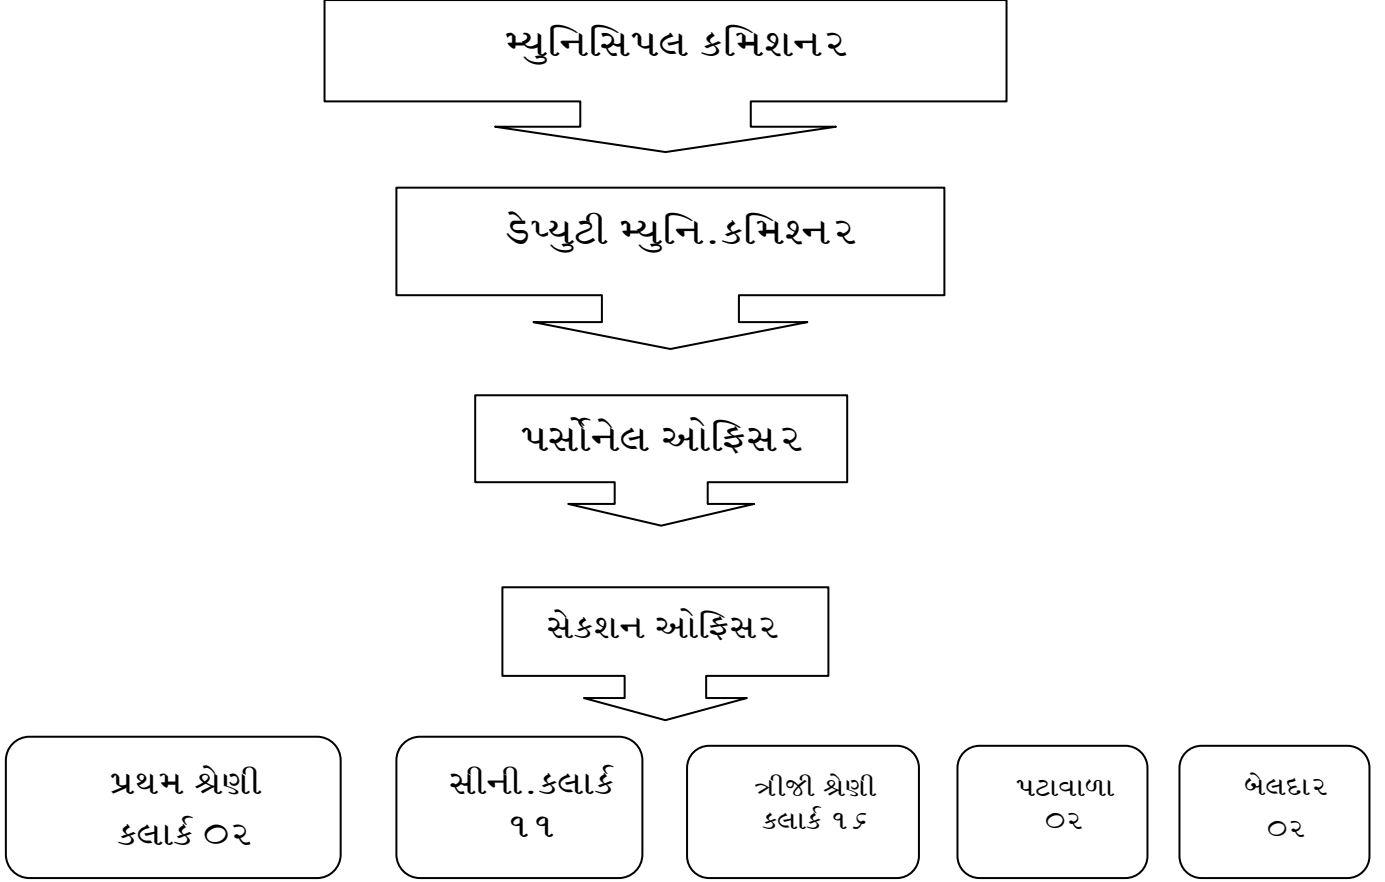 મ્યુનિસિપલ કમિશનર
ડેપ્યુટી મ્યુનિ.કમિશ્નર
પર્સોનેલ ઓફિસર
સેકશન ઓફિસર
પ્રથમ શ્રેણી
કલાર્ક ૦૨
સીની.કલાર્ક
૧૧
ત્રીજી શ્રેણી
કલાર્ક ૧૬
પટાવાળા
૦૨
બેલદાર
૦૨